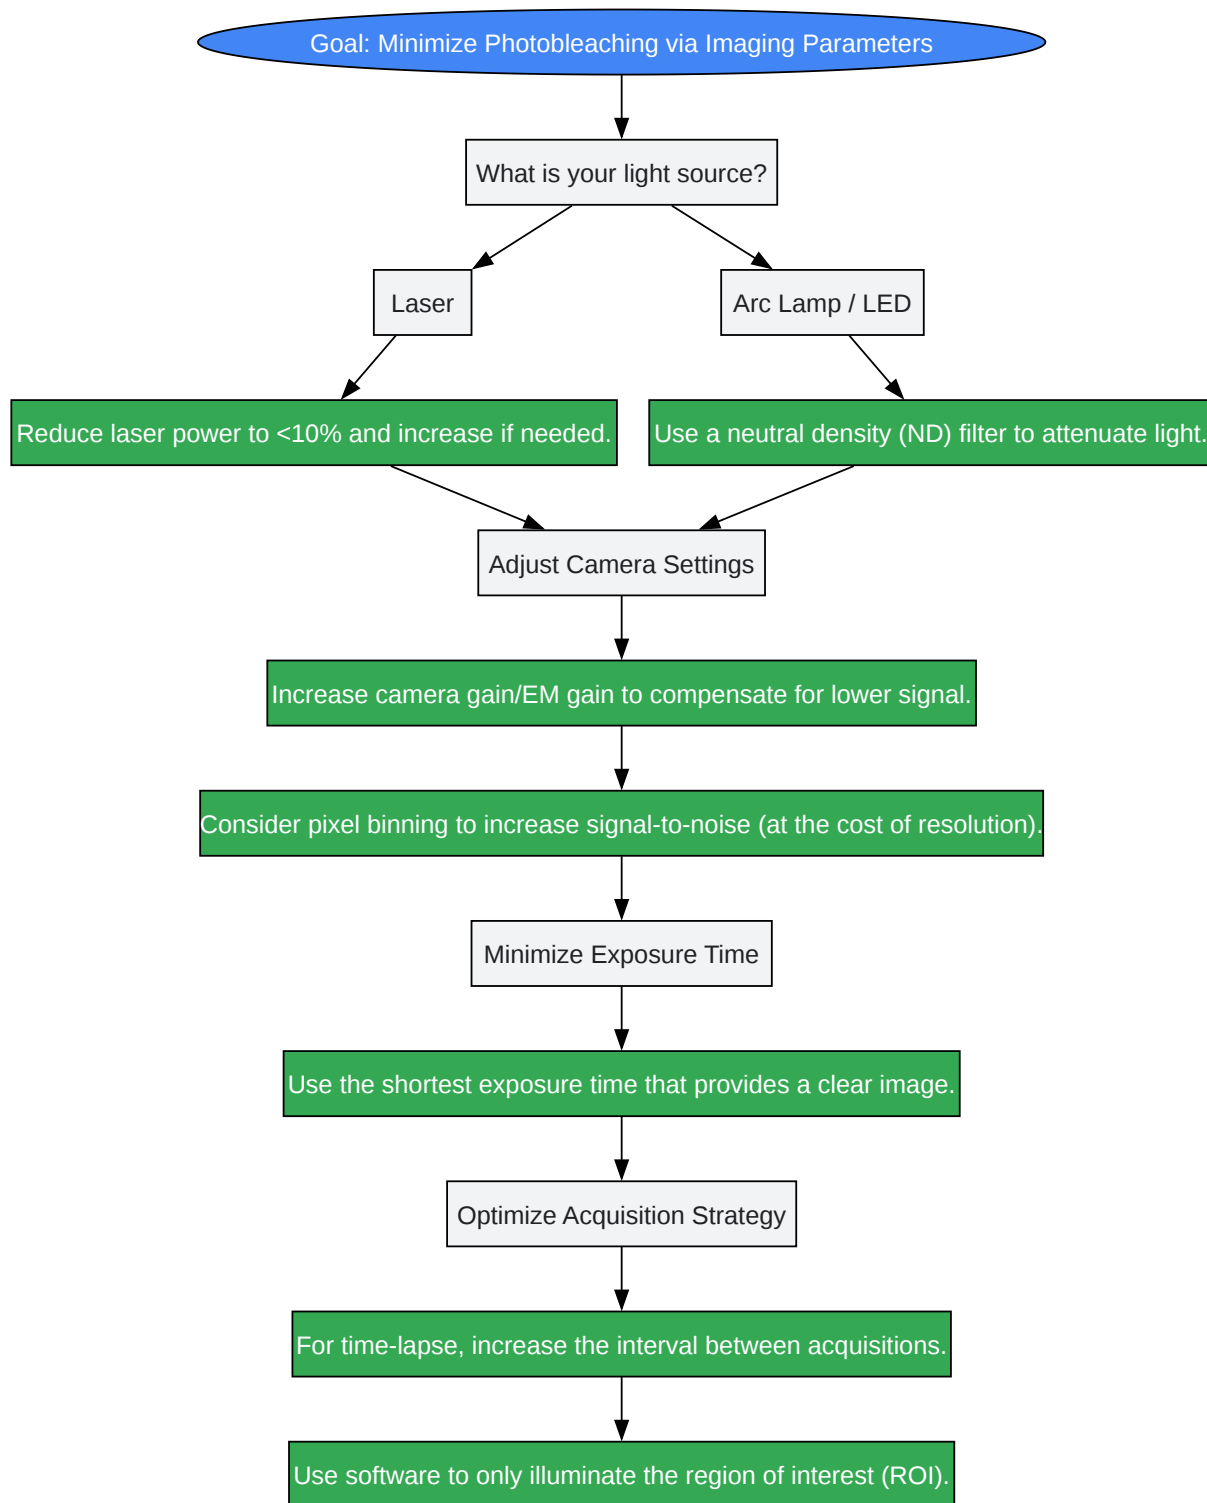 Goal: Minimize Photobleaching via Imaging Parameters
What is your light source?
Laser
Arc Lamp / LED
Reduce laser power to <10% and increase if needed.
Use a neutral density (ND) filter to attenuate light.
Adjust Camera Settings
Increase camera gain/EM gain to compensate for lower signal.
Consider pixel binning to increase signal-to-noise (at the cost of resolution).
Minimize Exposure Time
Use the shortest exposure time that provides a clear image.
Optimize Acquisition Strategy
For time-lapse, increase the interval between acquisitions.
Use software to only illuminate the region of interest (ROI).